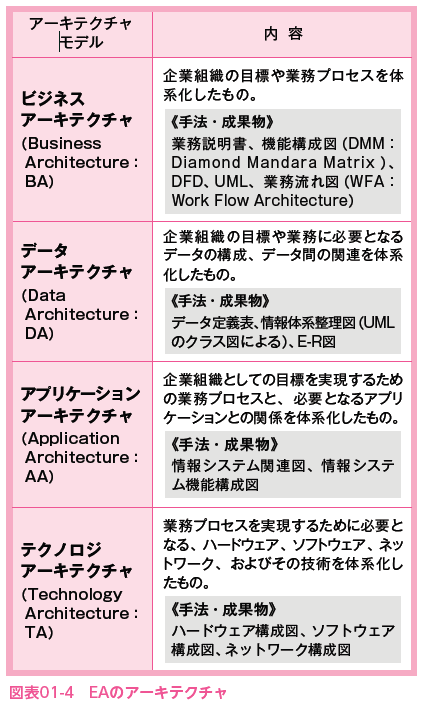 アーキテクチャ
モデル
内 容
ビジネス
アーキテクチャ
(Business
Architecture：
BA)
企業組織の目標や業務プロセスを体
系化したもの。
《手法・成果物》
業務説明書、機能構成図（DMM：
Diamond Mandara Matrix )、
DFD、UML、業務流れ図（WFA：
Work Flow Architecture)
データ
アーキテクチャ
(Data
Architecture：
DA)
企業組織の目標や業務に必要となる
データの構成、データ間の関連を体系
化したもの。
《手法・成果物》
データ定義表、情報体系整理図（UML
のクラス図による）、E-R図
アプリケーション
アーキテクチャ
(Application
Architecture：
AA)
企業組織としての目標を実現するため
の業務プロセスと、必要となるアプリ
ケーションとの関係を体系化したもの。
《手法・成果物》
情報システム関連図、情報システ
ム機能構成図
テクノロジ
アーキテクチャ
(Technology
Architecture：
TA)
業務プロセスを実現するために必要と
なる、ハードウェア、ソフトウェア、ネッ
トワーク、およびその技術を体系化し
たもの。
《手法・成果物》
ハードウェア構成図、ソフトウェア
構成図、ネットワーク構成図
図表01-4 EAのアーキテクチャ